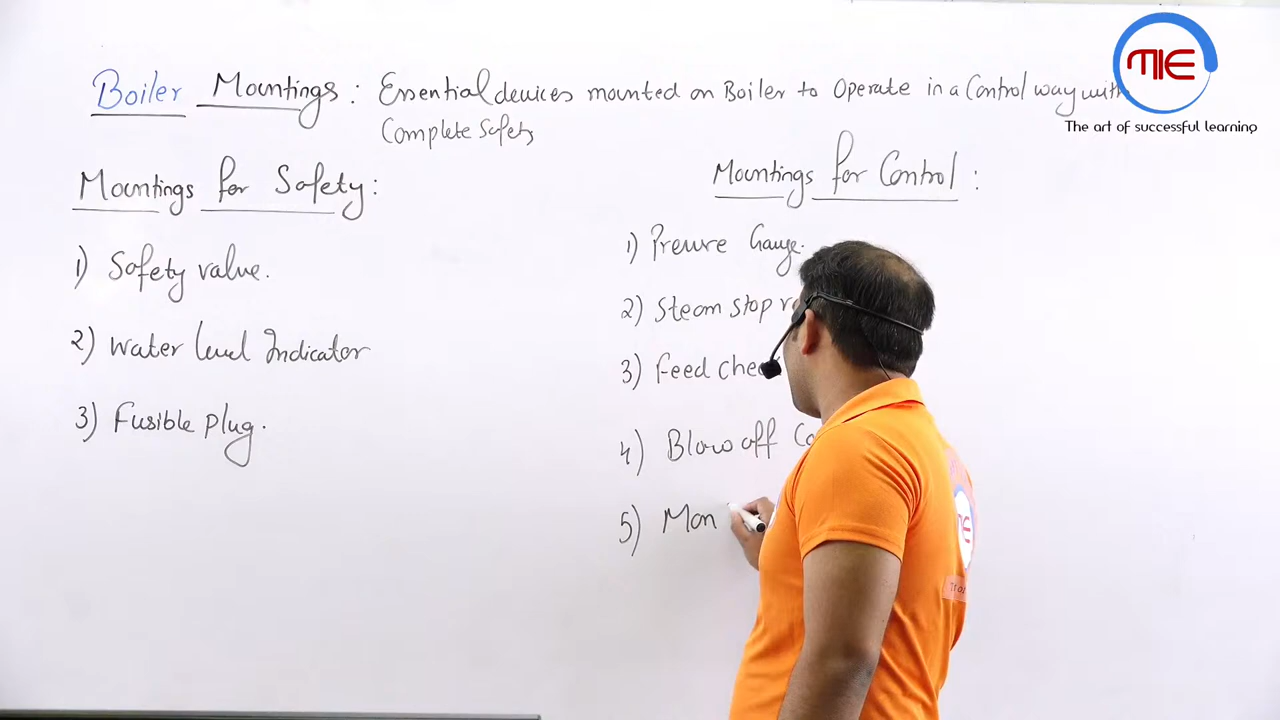 Boiler Mountings : Essential devices mounted on Boiler to Operate in a Control way with
Complete Safety
Mountings for Safety :
1) Safety value.
2) Water level Indicator
3) Fusible plug.
Mountings for Control :
1) Pressure Gauge.
2) Steam stop
3) Feed chec
4) Blow off Co
5) Man
TIE
The art of successful learning